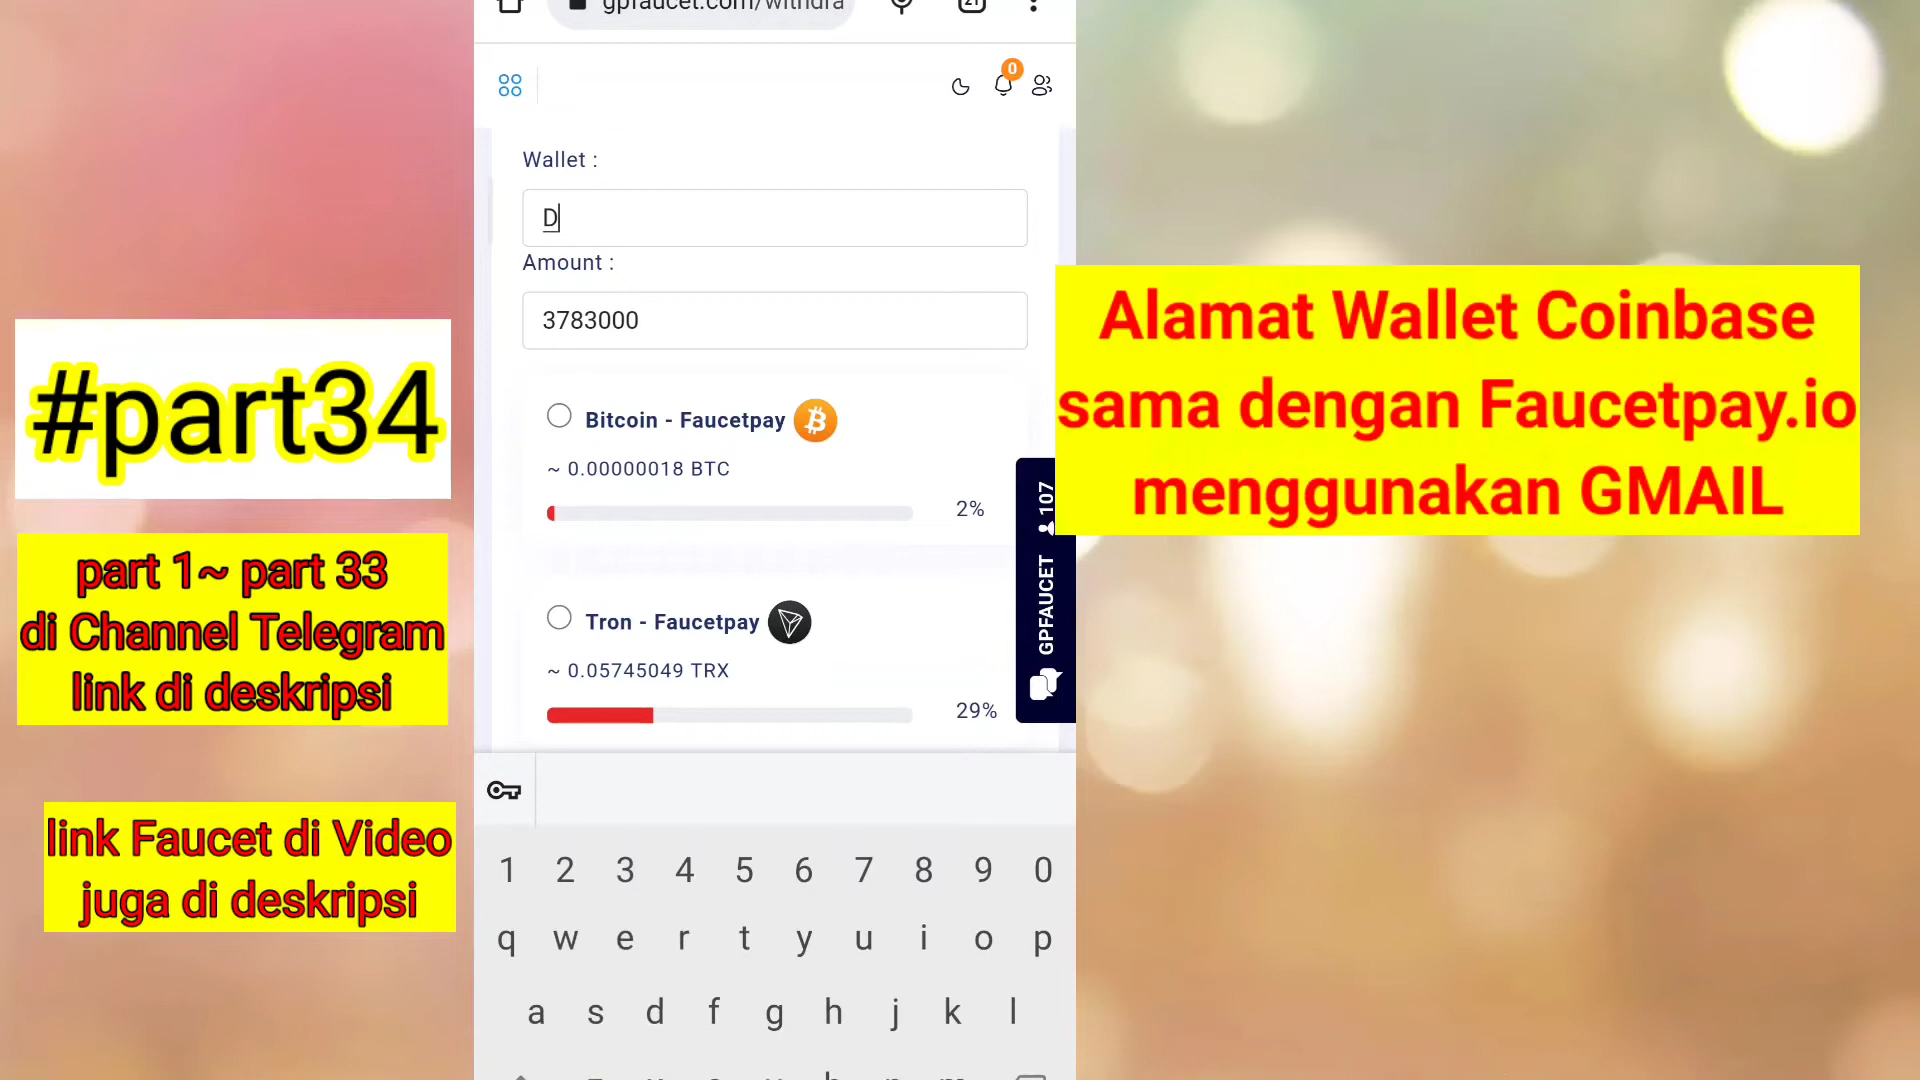 gpfaucet.com/withdra
21
0
Wallet :
D
Amount :
3783000
Bitcoin - Faucetpay
~ 0.00000018 BTC
2%
Tron - Faucetpay
~ 0.05745049 TRX
29%
GPFAUCET 107
#part34
part 1~ part 33
di Channel Telegram
link di deskripsi
link Faucet di Video
juga di deskripsi
Alamat Wallet Coinbase
sama dengan Faucetpay.io
menggunakan GMAIL
1 2 3 4 5 6 7 8 9 0
q w e r t y u i o p
a s d f g h j k l